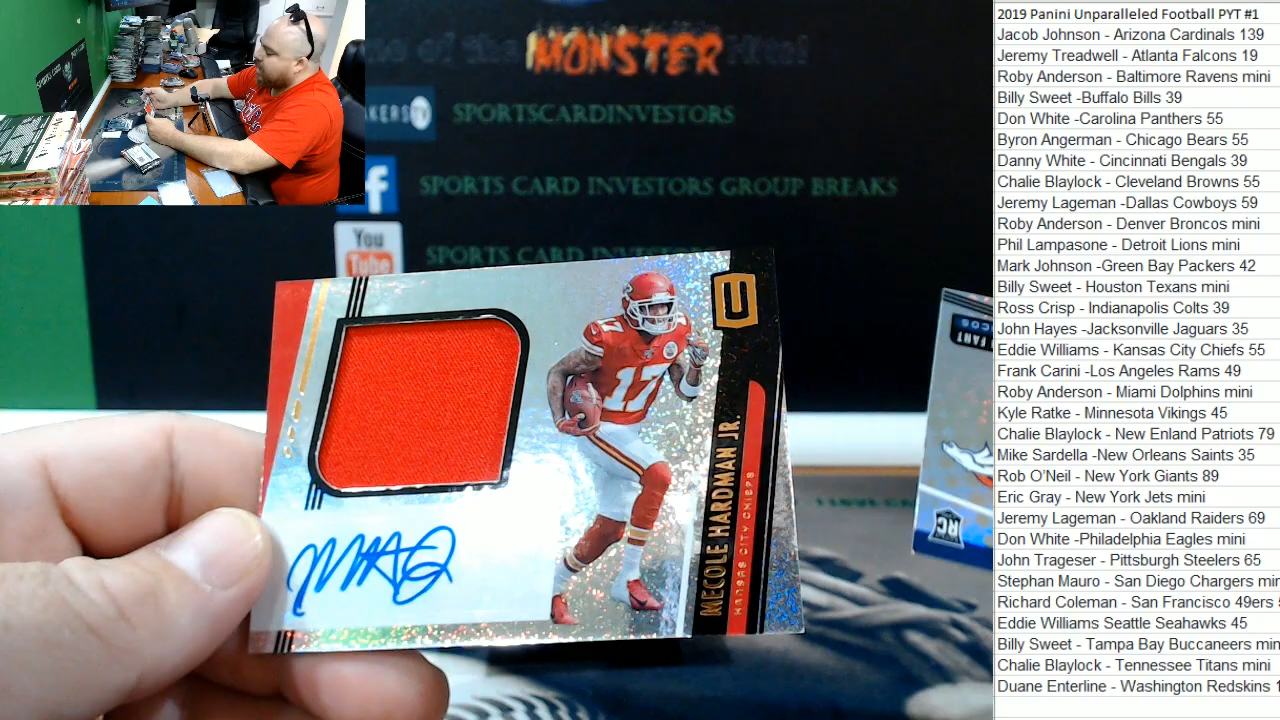 MONSTER
SPORTSCARDINVESTORS
SPORTS CARD INVESTORS GROUP BREAKS
You
Tube
SPORTS CARD INVESTORS
U
17
17
MECOLE HARDMAN JR.
KANSAS CITY CHIEFS
RC
2019 Panini Unparalleled Football PYT #1
Jacob Johnson - Arizona Cardinals 139
Jeremy Treadwell - Atlanta Falcons 19
Roby Anderson - Baltimore Ravens mini
Billy Sweet -Buffalo Bills 39
Don White -Carolina Panthers 55
Byron Angerman - Chicago Bears 55
Danny White - Cincinnati Bengals 39
Chalie Blaylock - Cleveland Browns 55
Jeremy Lageman -Dallas Cowboys 59
Roby Anderson - Denver Broncos mini
Phil Lampasone - Detroit Lions mini
Mark Johnson -Green Bay Packers 42
Billy Sweet - Houston Texans mini
Ross Crisp - Indianapolis Colts 39
John Hayes -Jacksonville Jaguars 35
Eddie Williams - Kansas City Chiefs 55
Frank Carini -Los Angeles Rams 49
Roby Anderson - Miami Dolphins mini
Kyle Ratke - Minnesota Vikings 45
Chalie Blaylock - New Enland Patriots 79
Mike Sardella -New Orleans Saints 35
Rob O'Neil - New York Giants 89
Eric Gray - New York Jets mini
Jeremy Lageman - Oakland Raiders 69
Don White -Philadelphia Eagles mini
John Trageser - Pittsburgh Steelers 65
Stephan Mauro - San Diego Chargers min
Richard Coleman - San Francisco 49ers
Eddie Williams Seattle Seahawks 45
Billy Sweet - Tampa Bay Buccaneers min
Chalie Blaylock - Tennessee Titans mini
Duane Enterline - Washington Redskins 1